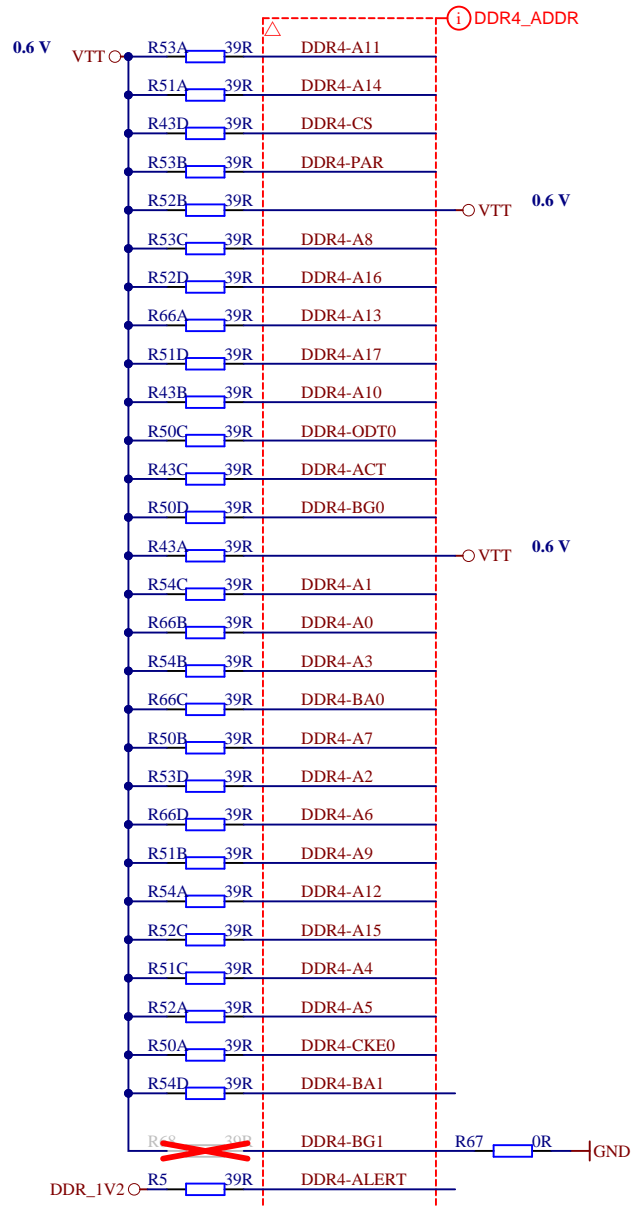 DDR4_ADDR
0.6 V VTT R53A 39R DDR4-A11
R51A 39R DDR4-A14
R43D 39R DDR4-CS
R53B 39R DDR4-PAR
R52B 39R VTT 0.6 V
R53C 39R DDR4-A8
R52D 39R DDR4-A16
R66A 39R DDR4-A13
R51D 39R DDR4-A17
R43B 39R DDR4-A10
R50C 39R DDR4-ODT0
R43C 39R DDR4-ACT
R50D 39R DDR4-BG0
R43A 39R VTT 0.6 V
R54C 39R DDR4-A1
R66B 39R DDR4-A0
R54B 39R DDR4-A3
R66C 39R DDR4-BA0
R50B 39R DDR4-A7
R53D 39R DDR4-A2
R66D 39R DDR4-A6
R51B 39R DDR4-A9
R54A 39R DDR4-A12
R52C 39R DDR4-A15
R51C 39R DDR4-A4
R52A 39R DDR4-A5
R50A 39R DDR4-CKE0
R54D 39R DDR4-BA1
R68 39R DDR4-BG1 R67 0R GND
DDR_1V2 R5 39R DDR4-ALERT